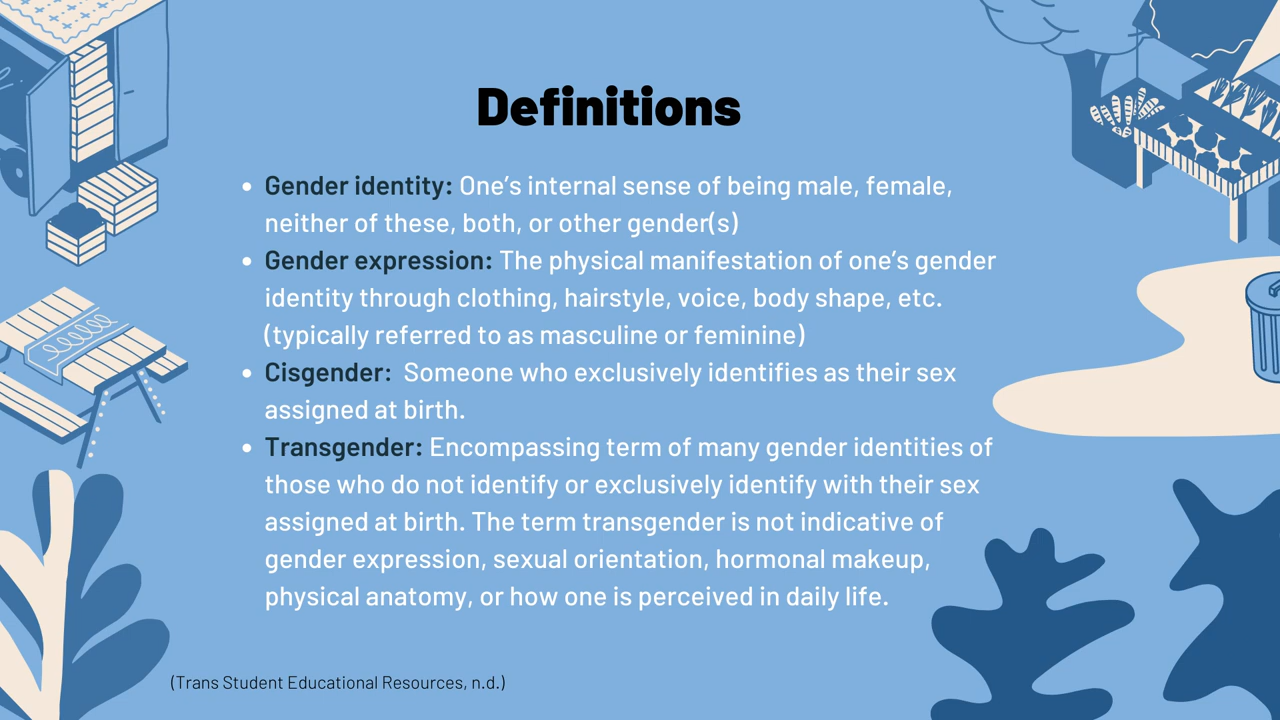 Definitions
• Gender identity: One’s internal sense of being male, female,
neither of these, both, or other gender(s)
• Gender expression: The physical manifestation of one’s gender
identity through clothing, hairstyle, voice, body shape, etc.
(typically referred to as masculine or feminine)
• Cisgender:  Someone who exclusively identifies as their sex
assigned at birth.
• Transgender: Encompassing term of many gender identities of
those who do not identify or exclusively identify with their sex
assigned at birth. The term transgender is not indicative of
gender expression, sexual orientation, hormonal makeup,
physical anatomy, or how one is perceived in daily life.
(Trans Student Educational Resources, n.d.)